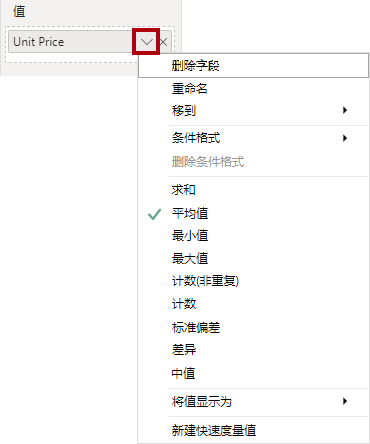 值
Unit Price
删除字段
重命名
移到
条件格式
删除条件格式
求和
平均值
最小值
最大值
计数(非重复)
计数
标准偏差
差异
中值
将值显示为
新建快速度量值